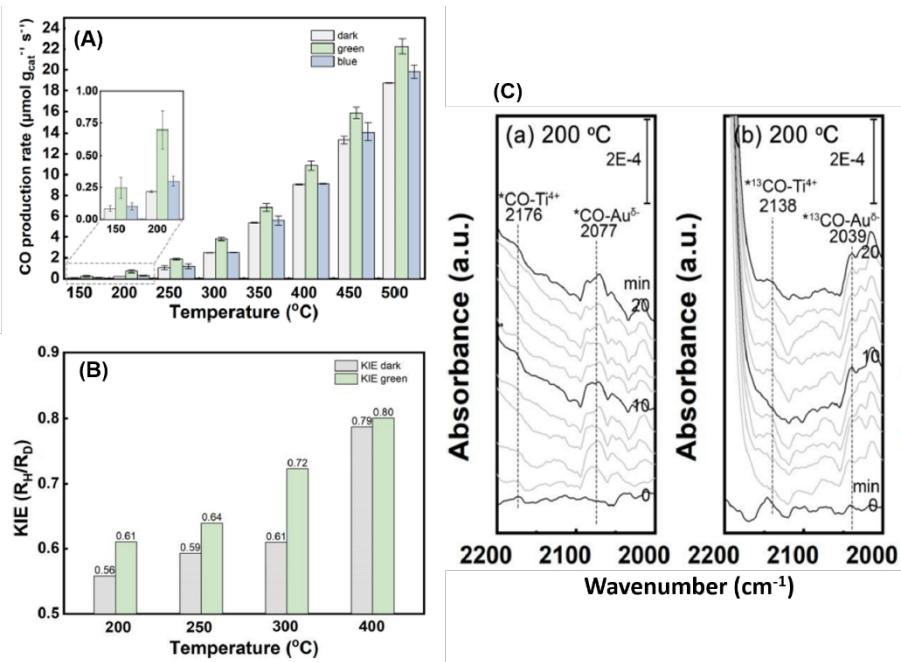 (A)
dark
green
blue
CO production rate (μmol gcat⁻¹ s⁻¹)
24
22
20
18
16
14
12
10
8
6
4
2
0
1.00
0.75
0.50
0.25
0.00
150 200
150 200 250 300 350 400 450 500
Temperature (°C)
(B)
KIE dark
KIE green
KIE (RH/RD)
0.9
0.8
0.7
0.6
0.5
0.56 0.61 0.59 0.64 0.61 0.72 0.79 0.80
200 250 300 400
Temperature (°C)
(C)
(a) 200 °C
2E-4
*CO-Ti⁴⁺
2176
*CO-Auᵟ⁻
2077
min
20
10
0
Absorbance (a.u.)
2200 2100 2000
(b) 200 °C
2E-4
*¹³CO-Ti⁴⁺
2138
*¹³CO-Auᵟ⁻
2039
20
10
min
0
Absorbance (a.u.)
2200 2100 2000
Wavenumber (cm⁻¹)